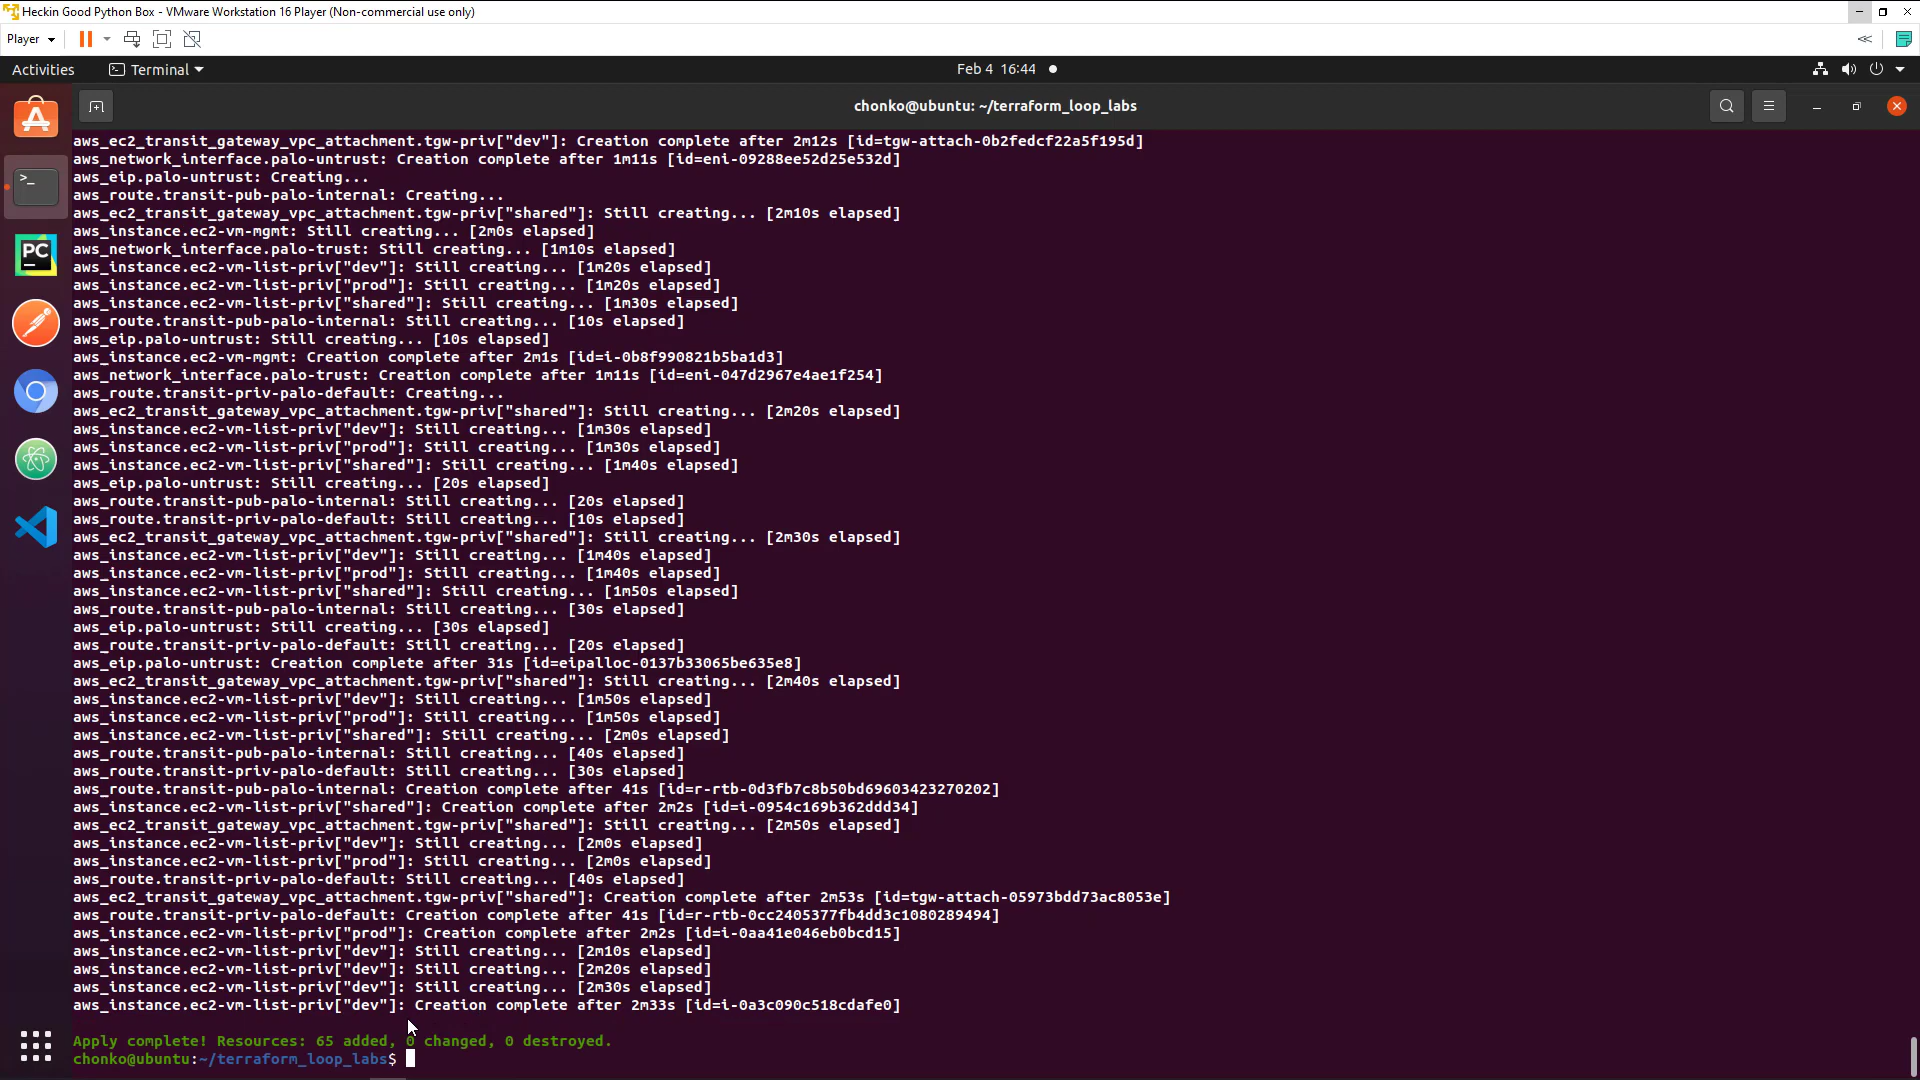 Heckin Good Python Box - VMware Workstation 16 Player (Non-commercial use only)
Player
Activities
Terminal
Feb 4 16:44
chonko@ubuntu: ~/terraform_loop_labs
aws_ec2_transit_gateway_vpc_attachment.tgw-priv["dev"]: Creation complete after 2m12s [id=tgw-attach-0b2fedcf22a5f195d]
aws_network_interface.palo-untrust: Creation complete after 1m11s [id=eni-09288ee52d25e532d]
aws_eip.palo-untrust: Creating...
aws_route.transit-pub-palo-internal: Creating...
aws_ec2_transit_gateway_vpc_attachment.tgw-priv["shared"]: Still creating... [2m10s elapsed]
aws_instance.ec2-vm-mgmt: Still creating... [2m0s elapsed]
aws_network_interface.palo-trust: Still creating... [1m10s elapsed]
aws_instance.ec2-vm-list-priv["dev"]: Still creating... [1m20s elapsed]
aws_instance.ec2-vm-list-priv["prod"]: Still creating... [1m20s elapsed]
aws_instance.ec2-vm-list-priv["shared"]: Still creating... [1m30s elapsed]
aws_route.transit-pub-palo-internal: Still creating... [10s elapsed]
aws_eip.palo-untrust: Still creating... [10s elapsed]
aws_instance.ec2-vm-mgmt: Creation complete after 2m1s [id=i-0b8f990821b5ba1d3]
aws_network_interface.palo-trust: Creation complete after 1m11s [id=eni-047d2967e4ae1f254]
aws_route.transit-priv-palo-default: Creating...
aws_ec2_transit_gateway_vpc_attachment.tgw-priv["shared"]: Still creating... [2m20s elapsed]
aws_instance.ec2-vm-list-priv["dev"]: Still creating... [1m30s elapsed]
aws_instance.ec2-vm-list-priv["prod"]: Still creating... [1m30s elapsed]
aws_instance.ec2-vm-list-priv["shared"]: Still creating... [1m40s elapsed]
aws_eip.palo-untrust: Still creating... [20s elapsed]
aws_route.transit-pub-palo-internal: Still creating... [20s elapsed]
aws_route.transit-priv-palo-default: Still creating... [10s elapsed]
aws_ec2_transit_gateway_vpc_attachment.tgw-priv["shared"]: Still creating... [2m30s elapsed]
aws_instance.ec2-vm-list-priv["dev"]: Still creating... [1m40s elapsed]
aws_instance.ec2-vm-list-priv["prod"]: Still creating... [1m40s elapsed]
aws_instance.ec2-vm-list-priv["shared"]: Still creating... [1m50s elapsed]
aws_route.transit-pub-palo-internal: Still creating... [30s elapsed]
aws_eip.palo-untrust: Still creating... [30s elapsed]
aws_route.transit-priv-palo-default: Still creating... [20s elapsed]
aws_eip.palo-untrust: Creation complete after 31s [id=eipalloc-0137b33065be635e8]
aws_ec2_transit_gateway_vpc_attachment.tgw-priv["shared"]: Still creating... [2m40s elapsed]
aws_instance.ec2-vm-list-priv["dev"]: Still creating... [1m50s elapsed]
aws_instance.ec2-vm-list-priv["prod"]: Still creating... [1m50s elapsed]
aws_instance.ec2-vm-list-priv["shared"]: Still creating... [2m0s elapsed]
aws_route.transit-pub-palo-internal: Still creating... [40s elapsed]
aws_route.transit-priv-palo-default: Still creating... [30s elapsed]
aws_route.transit-pub-palo-internal: Creation complete after 41s [id=r-rtb-0d3fb7c8b50bd69603423270202]
aws_instance.ec2-vm-list-priv["shared"]: Creation complete after 2m2s [id=i-0954c169b362ddd34]
aws_ec2_transit_gateway_vpc_attachment.tgw-priv["shared"]: Still creating... [2m50s elapsed]
aws_instance.ec2-vm-list-priv["dev"]: Still creating... [2m0s elapsed]
aws_instance.ec2-vm-list-priv["prod"]: Still creating... [2m0s elapsed]
aws_route.transit-priv-palo-default: Still creating... [40s elapsed]
aws_ec2_transit_gateway_vpc_attachment.tgw-priv["shared"]: Creation complete after 2m53s [id=tgw-attach-05973bdd73ac8053e]
aws_route.transit-priv-palo-default: Creation complete after 41s [id=r-rtb-0cc2405377fb4dd3c1080289494]
aws_instance.ec2-vm-list-priv["prod"]: Creation complete after 2m2s [id=i-0aa41e046eb0bcd15]
aws_instance.ec2-vm-list-priv["dev"]: Still creating... [2m10s elapsed]
aws_instance.ec2-vm-list-priv["dev"]: Still creating... [2m20s elapsed]
aws_instance.ec2-vm-list-priv["dev"]: Still creating... [2m30s elapsed]
aws_instance.ec2-vm-list-priv["dev"]: Creation complete after 2m33s [id=i-0a3c090c518cdafe0]
Apply complete! Resources: 65 added, 0 changed, 0 destroyed.
chonko@ubuntu:~/terraform_loop_labs$
PC